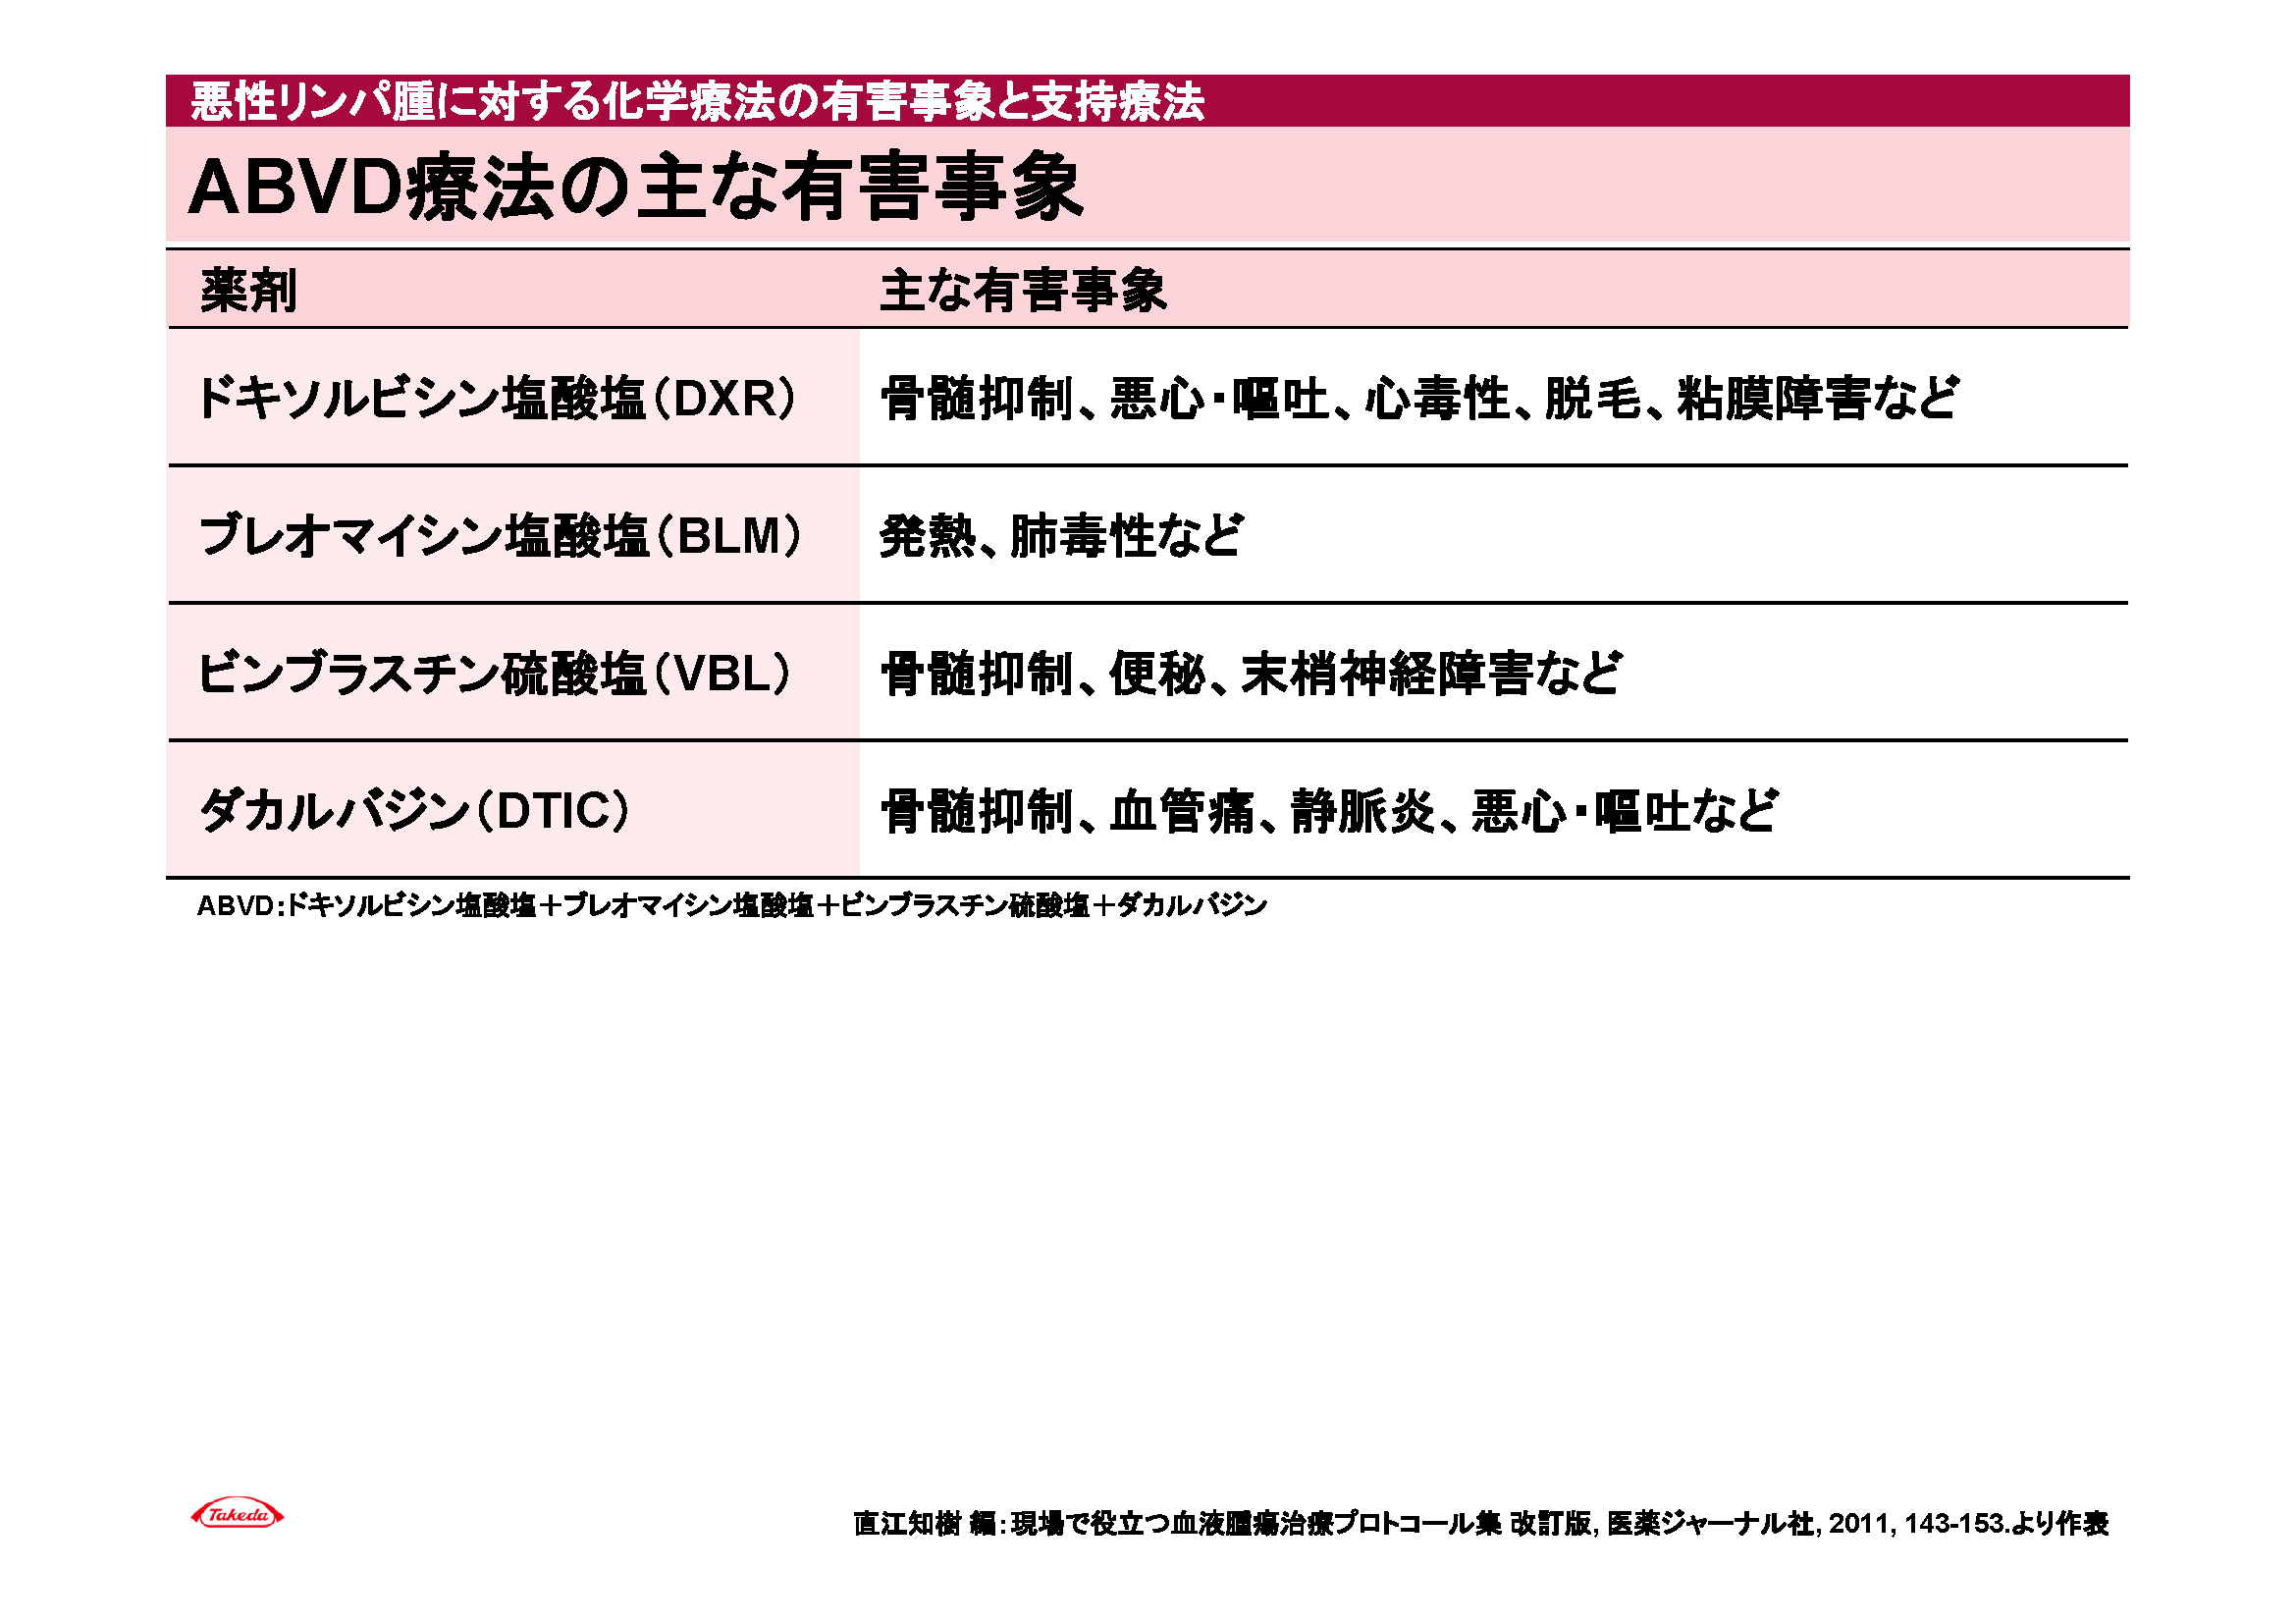 悪性リンパ腫に対する化学療法の有害事象と支持療法
ABVD療法の主な有害事象
薬剤 主な有害事象
ドキソルビシン塩酸塩（DXR） 骨髄抑制、悪心・嘔吐、心毒性、脱毛、粘膜障害など
ブレオマイシン塩酸塩（BLM） 発熱、肺毒性など
ビンブラスチン硫酸塩（VBL） 骨髄抑制、便秘、末梢神経障害など
ダカルバジン（DTIC） 骨髄抑制、血管痛、静脈炎、悪心・嘔吐など
ABVD：ドキソルビシン塩酸塩＋ブレオマイシン塩酸塩＋ビンブラスチン硫酸塩＋ダカルバジン
Takeda
直江知樹 編：現場で役立つ血液腫瘍治療プロトコール集 改訂版, 医薬ジャーナル社, 2011, 143-153.より作表